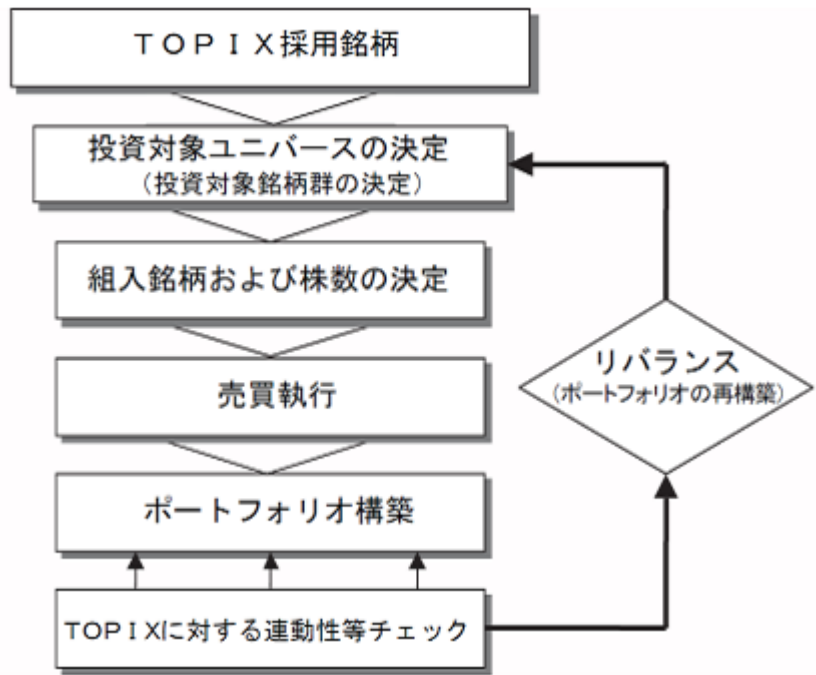 TOPIX採用銘柄
投資対象ユニバースの決定
(投資対象銘柄群の決定)
組入銘柄および株数の決定
売買執行
ポートフォリオ構築
TOPIXに対する連動性等チェック
リバランス
(ポートフォリオの再構築)